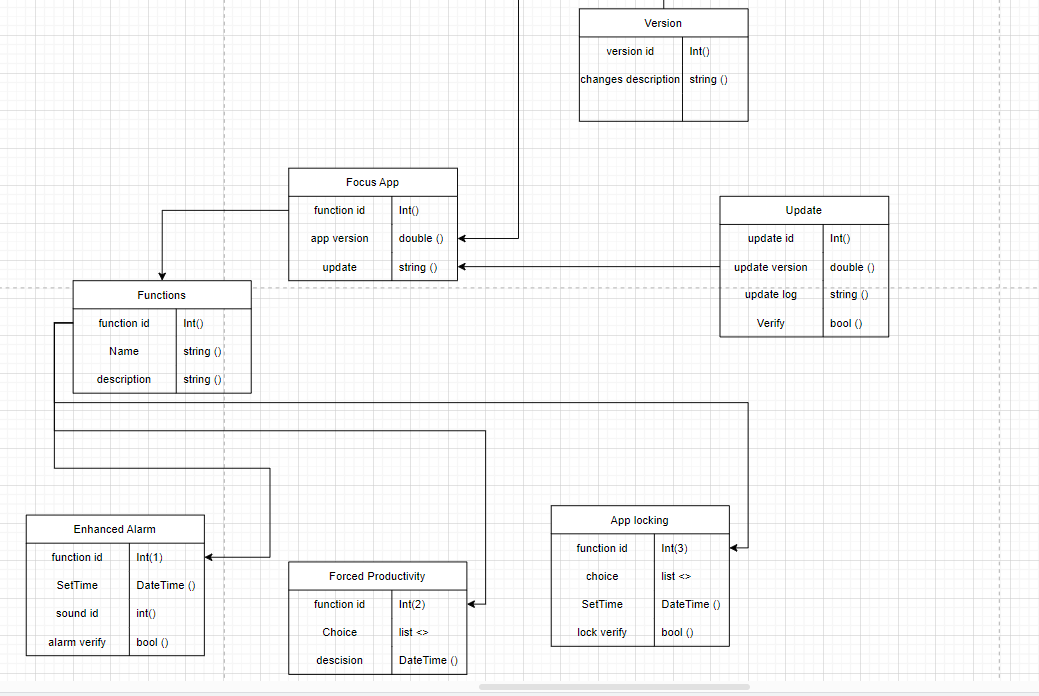 Version
version id Int()
changes description string ()
Focus App
function id Int()
app version double ()
update string ()
Update
update id Int()
update version double ()
update log string ()
Verify bool ()
Functions
function id Int()
Name string ()
description string ()
Enhanced Alarm
function id Int(1)
SetTime DateTime ()
sound id int()
alarm verify bool ()
Forced Productivity
function id Int(2)
Choice list <>
descision DateTime ()
App locking
function id Int(3)
choice list <>
SetTime DateTime ()
lock verify bool ()